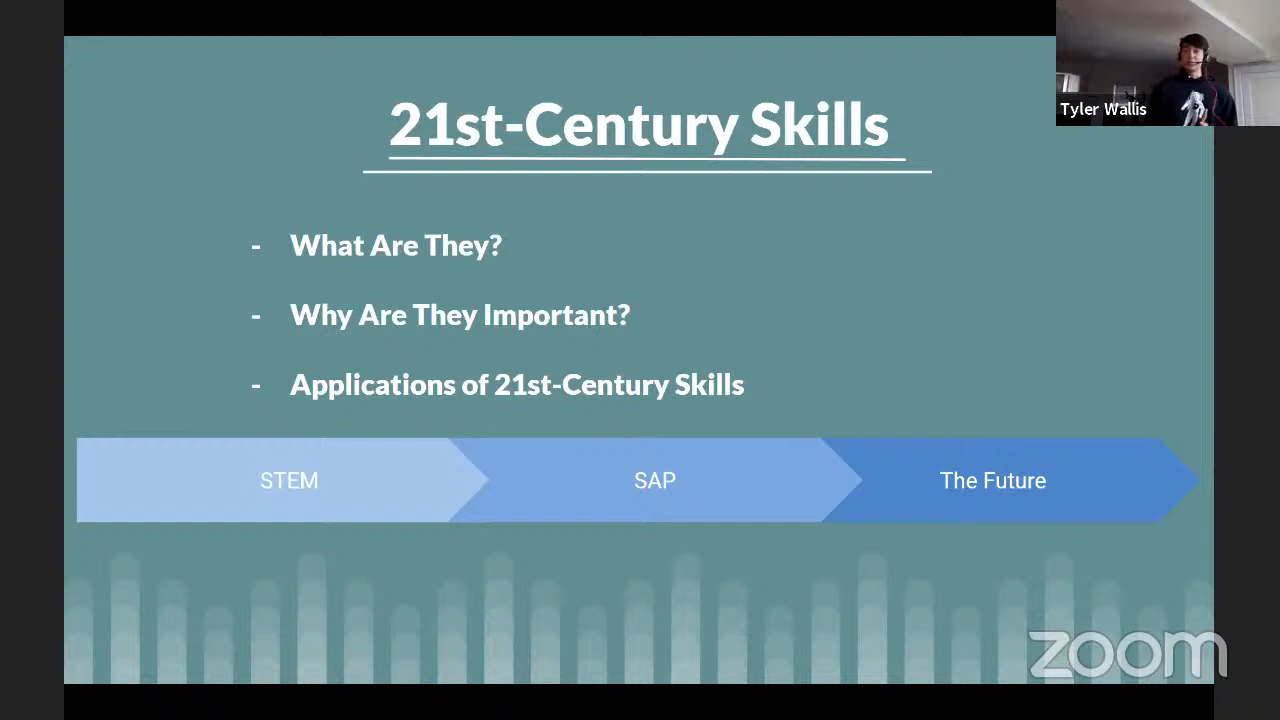 21st-Century Skills
Tyler Wallis
- What Are They?
- Why Are They Important?
- Applications of 21st-Century Skills
STEM
SAP
The Future
zoom